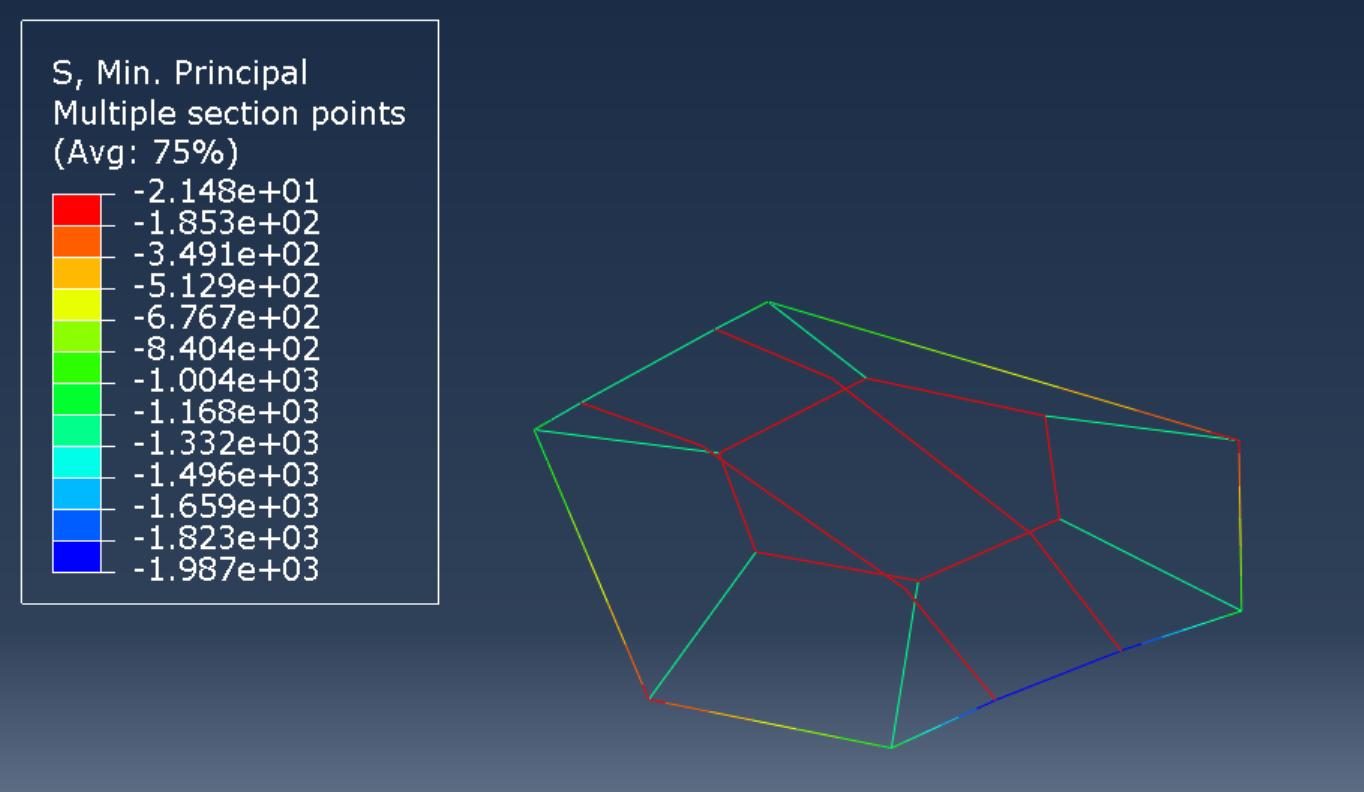 S, Min. Principal
Multiple section points
(Avg: 75%)
-2.148e+01
-1.853e+02
-3.491e+02
-5.129e+02
-6.767e+02
-8.404e+02
-1.004e+03
-1.168e+03
-1.332e+03
-1.496e+03
-1.659e+03
-1.823e+03
-1.987e+03